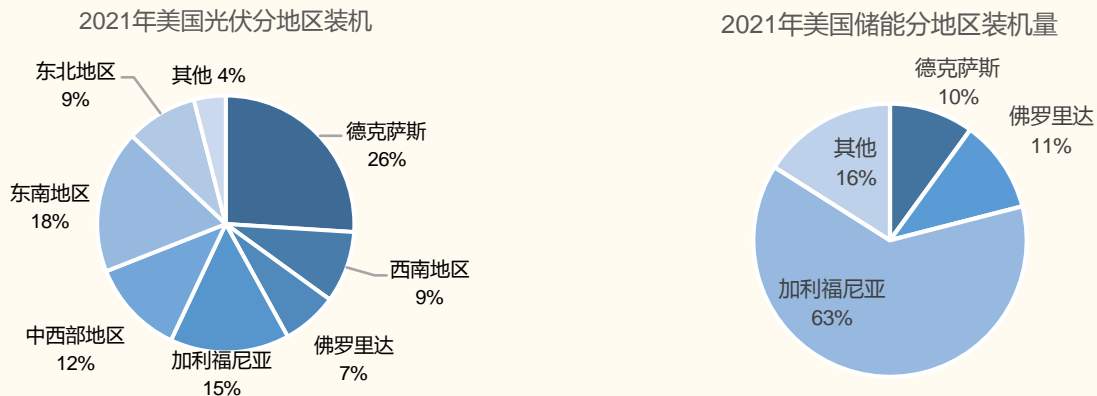 2021年美国光伏分地区装机
德克萨斯
26%
西南地区
9%
佛罗里达
7%
加利福尼亚
15%
中西部地区
12%
东南地区
18%
东北地区
9%
其他 4%
2021年美国储能分地区装机量
德克萨斯
10%
佛罗里达
11%
加利福尼亚
63%
其他
16%